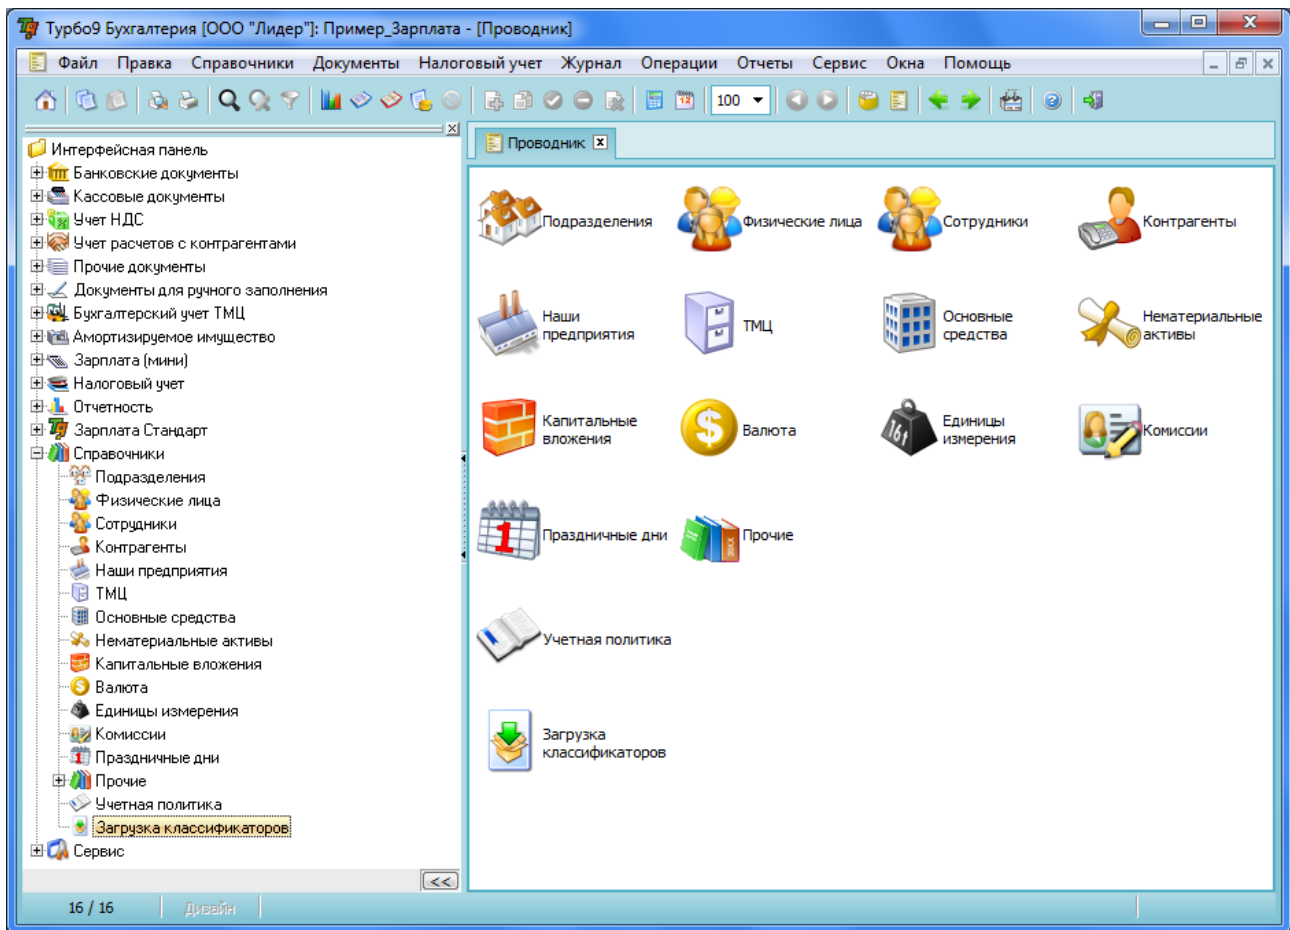 Турбо9 Бухгалтерия [ООО "Лидер"]: Пример_Зарплата - [Проводник]
Файл Правка Справочники Документы Налоговый учет Журнал Операции Отчеты Сервис Окна Помощь
12 100
Интерфейсная панель
Банковские документы
Кассовые документы
Учет НДС
Учет расчетов с контрагентами
Прочие документы
Документы для ручного заполнения
Бухгалтерский учет ТМЦ
Амортизируемое имущество
Зарплата (мини)
Налоговый учет
Отчетность
Зарплата Стандарт
Справочники
Подразделения
Физические лица
Сотрудники
Контрагенты
Наши предприятия
ТМЦ
Основные средства
Нематериальные активы
Капитальные вложения
Валюта
Единицы измерения
Комиссии
Праздничные дни
Прочие
Учетная политика
Загрузка классификаторов
Сервис
<<
Проводник
Подразделения
Физические лица
Сотрудники
Контрагенты
Наши
предприятия
ТМЦ
Основные
средства
Нематериальные
активы
Капитальные
вложения
$
Валюта
16т
Единицы
измерения
Комиссии
1
Праздничные дни
Прочие
Учетная политика
Загрузка
классификаторов
16 / 16 Дизайн